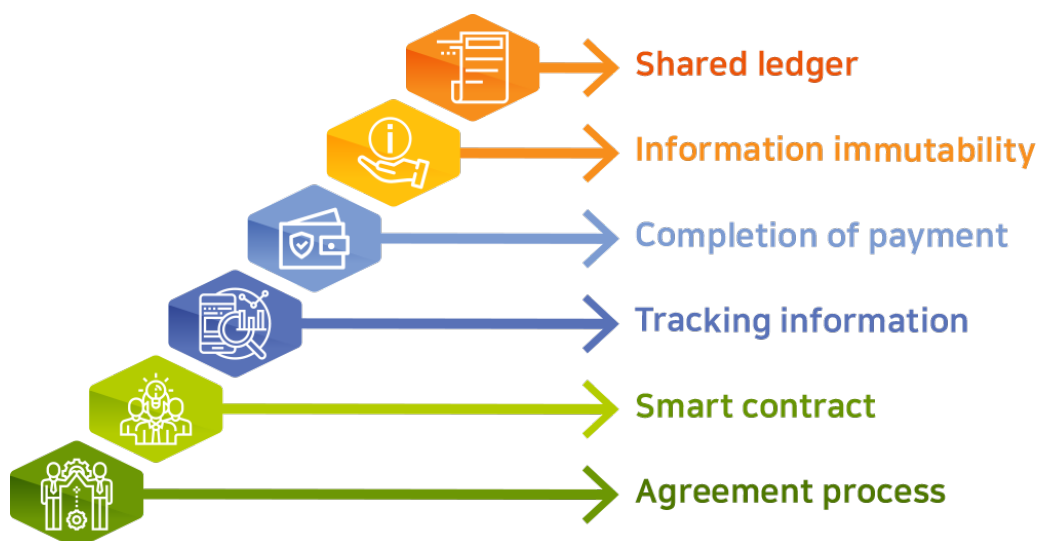 Shared ledger
Information immutability
Completion of payment
Tracking information
Smart contract
Agreement process